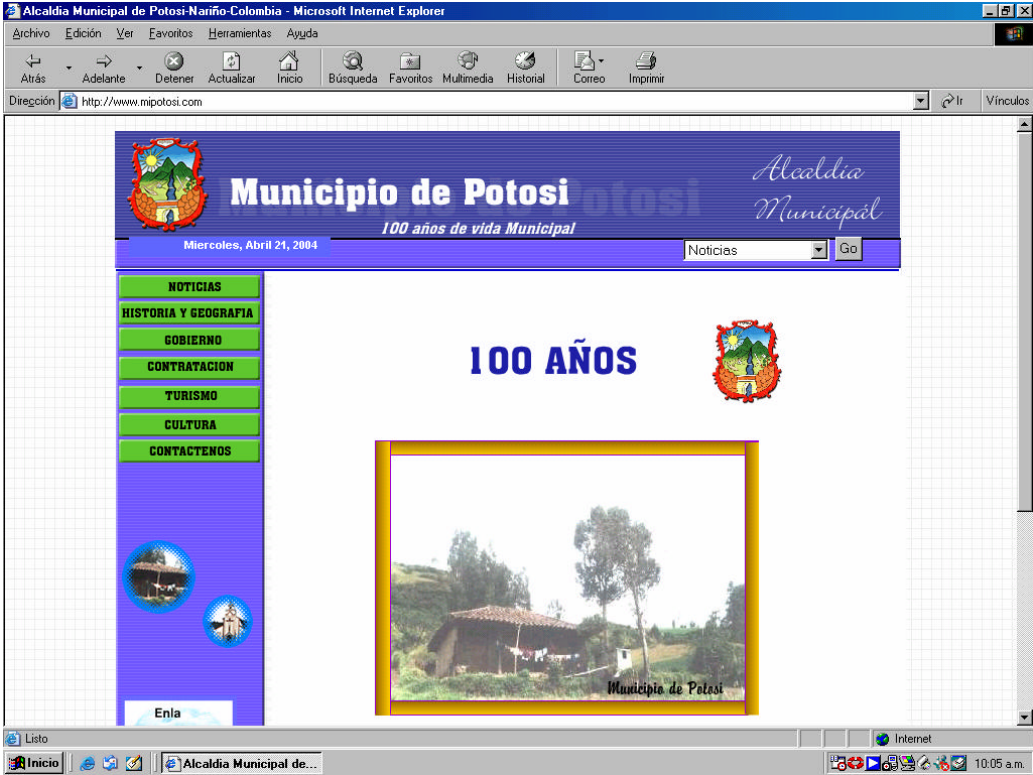 Alcaldia Municipal de Potosi-Nariño-Colombia - Microsoft Internet Explorer
Archivo Edición Ver Favoritos Herramientas Ayuda
Atrás Adelante Detener Actualizar Inicio Búsqueda Favoritos Multimedia Historial Correo Imprimir
Dirección http://www.mipotosi.com Ir Vínculos
Alcaldia
Municipál
Municipio de Potosi
100 años de vida Municipal
Miercoles, Abril 21, 2004
Noticias Go
NOTICIAS
HISTORIA Y GEOGRAFIA
GOBIERNO
CONTRATACION
TURISMO
CULTURA
CONTACTENOS
100 AÑOS
Municipio de Potosi
Enla
Listo Internet
Inicio Alcaldia Municipal de... 10:05 a.m.